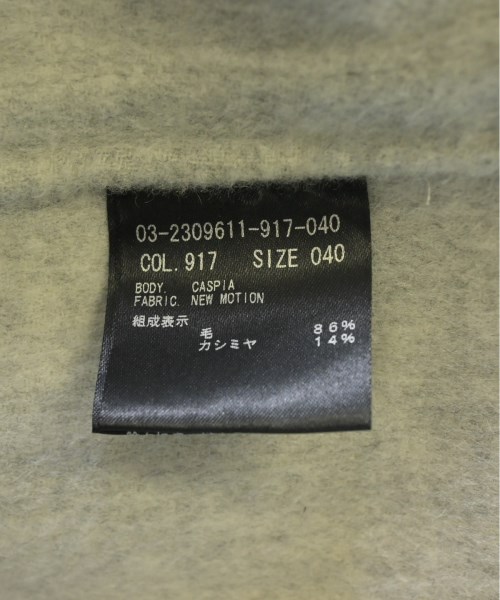 03-2309611-917-040
COL. 917 SIZE 040
BODY. CASPIA
FABRIC. NEW MOTION
組成表示
毛 86%
カシミヤ 14%